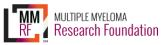 MM
RF
MULTIPLE MYELOMA
Research Foundation